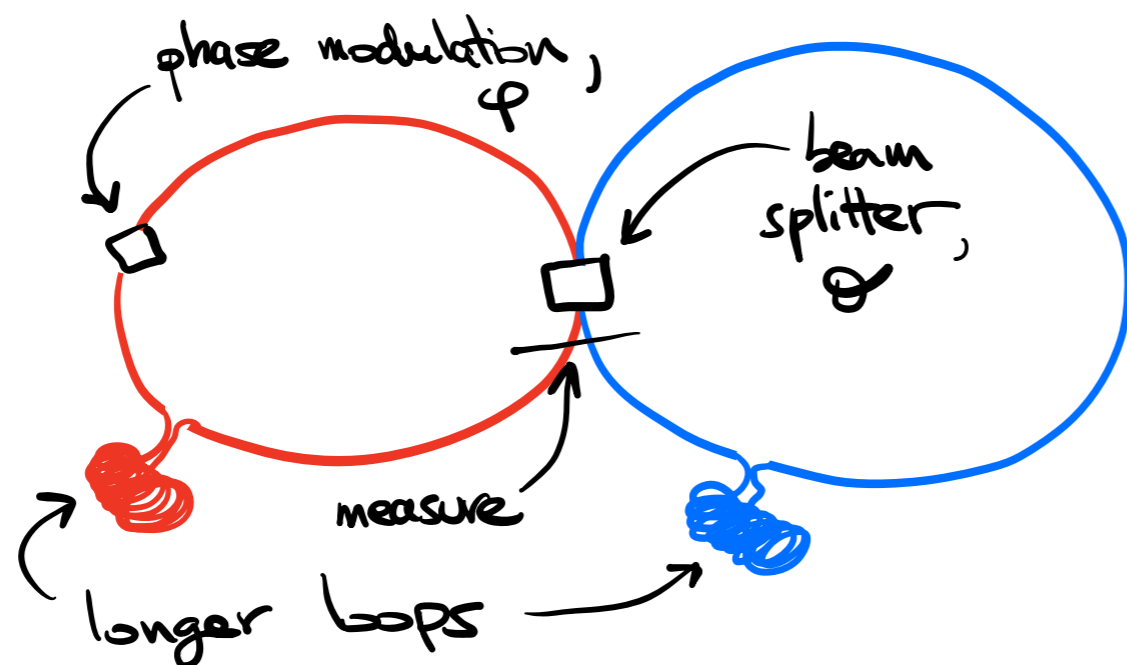 phase modulation,
φ
beam
splitter,
θ
measure
longer loops